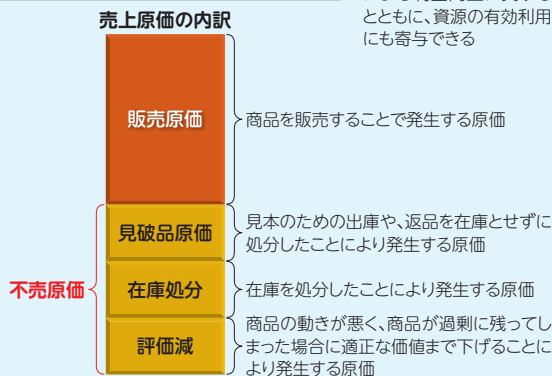 とともに、資源の有効利用
にも寄与できる
売上原価の内訳
販売原価
商品を販売することで発生する原価
不売原価
見破品原価
見本のための出庫や、返品を在庫とせずに
処分したことにより発生する原価
在庫処分
在庫を処分したことにより発生する原価
評価減
商品の動きが悪く、商品が過剰に残ってし
まった場合に適正な価値まで下げることに
より発生する原価